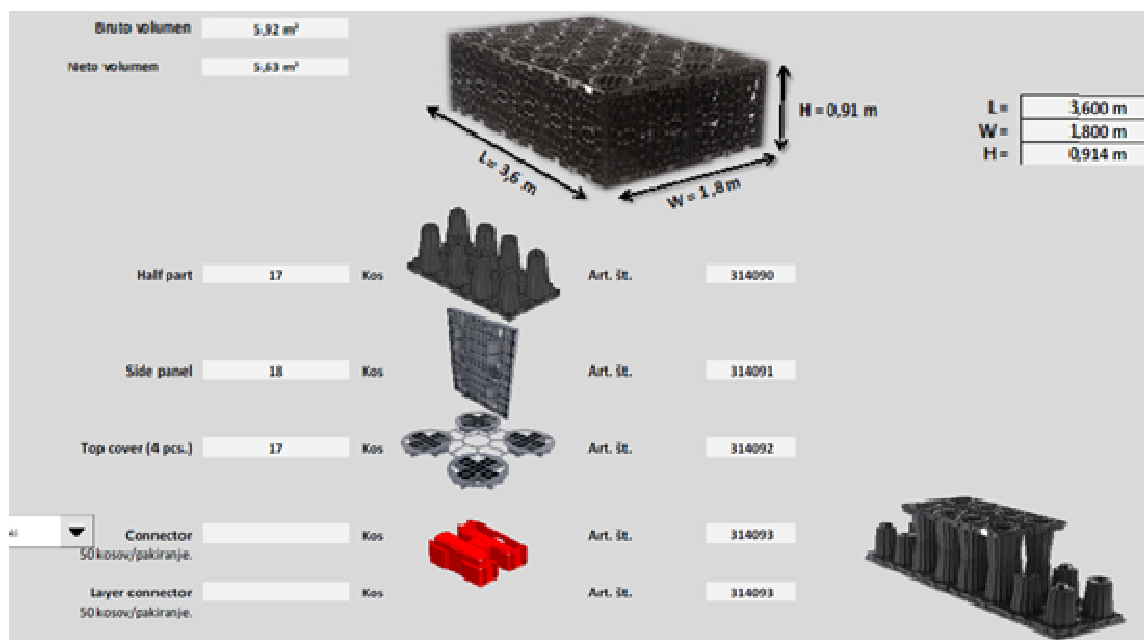 Bruto volumen 5,92 m³
Neto volumen 5,63 m³
H = 0,91 m
L = 3,600 m
W = 1,800 m
H = 0,914 m
L= 3,6 m
W = 1,8 m
Half part 17 Kos Art. št. 314090
Side panel 18 Kos Art. št. 314091
Top cover (4 pcs.) 17 Kos Art. št. 314092
Connector Kos Art. št. 314093
50 kosov/pakiranje.
Layer connector Kos Art. št. 314093
50 kosov/pakiranje.